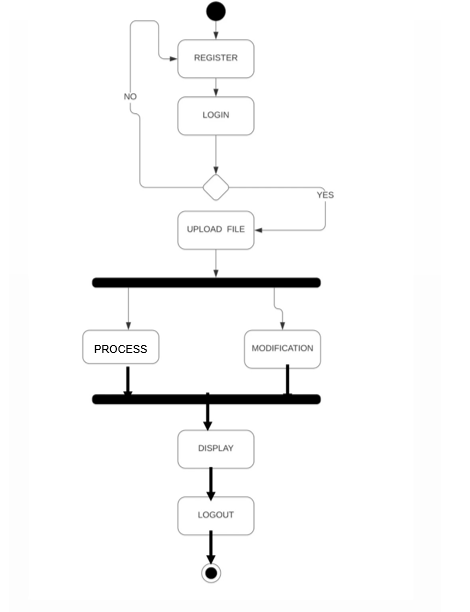 REGISTER
NO
LOGIN
YES
UPLOAD FILE
PROCESS
MODIFICATION
DISPLAY
LOGOUT